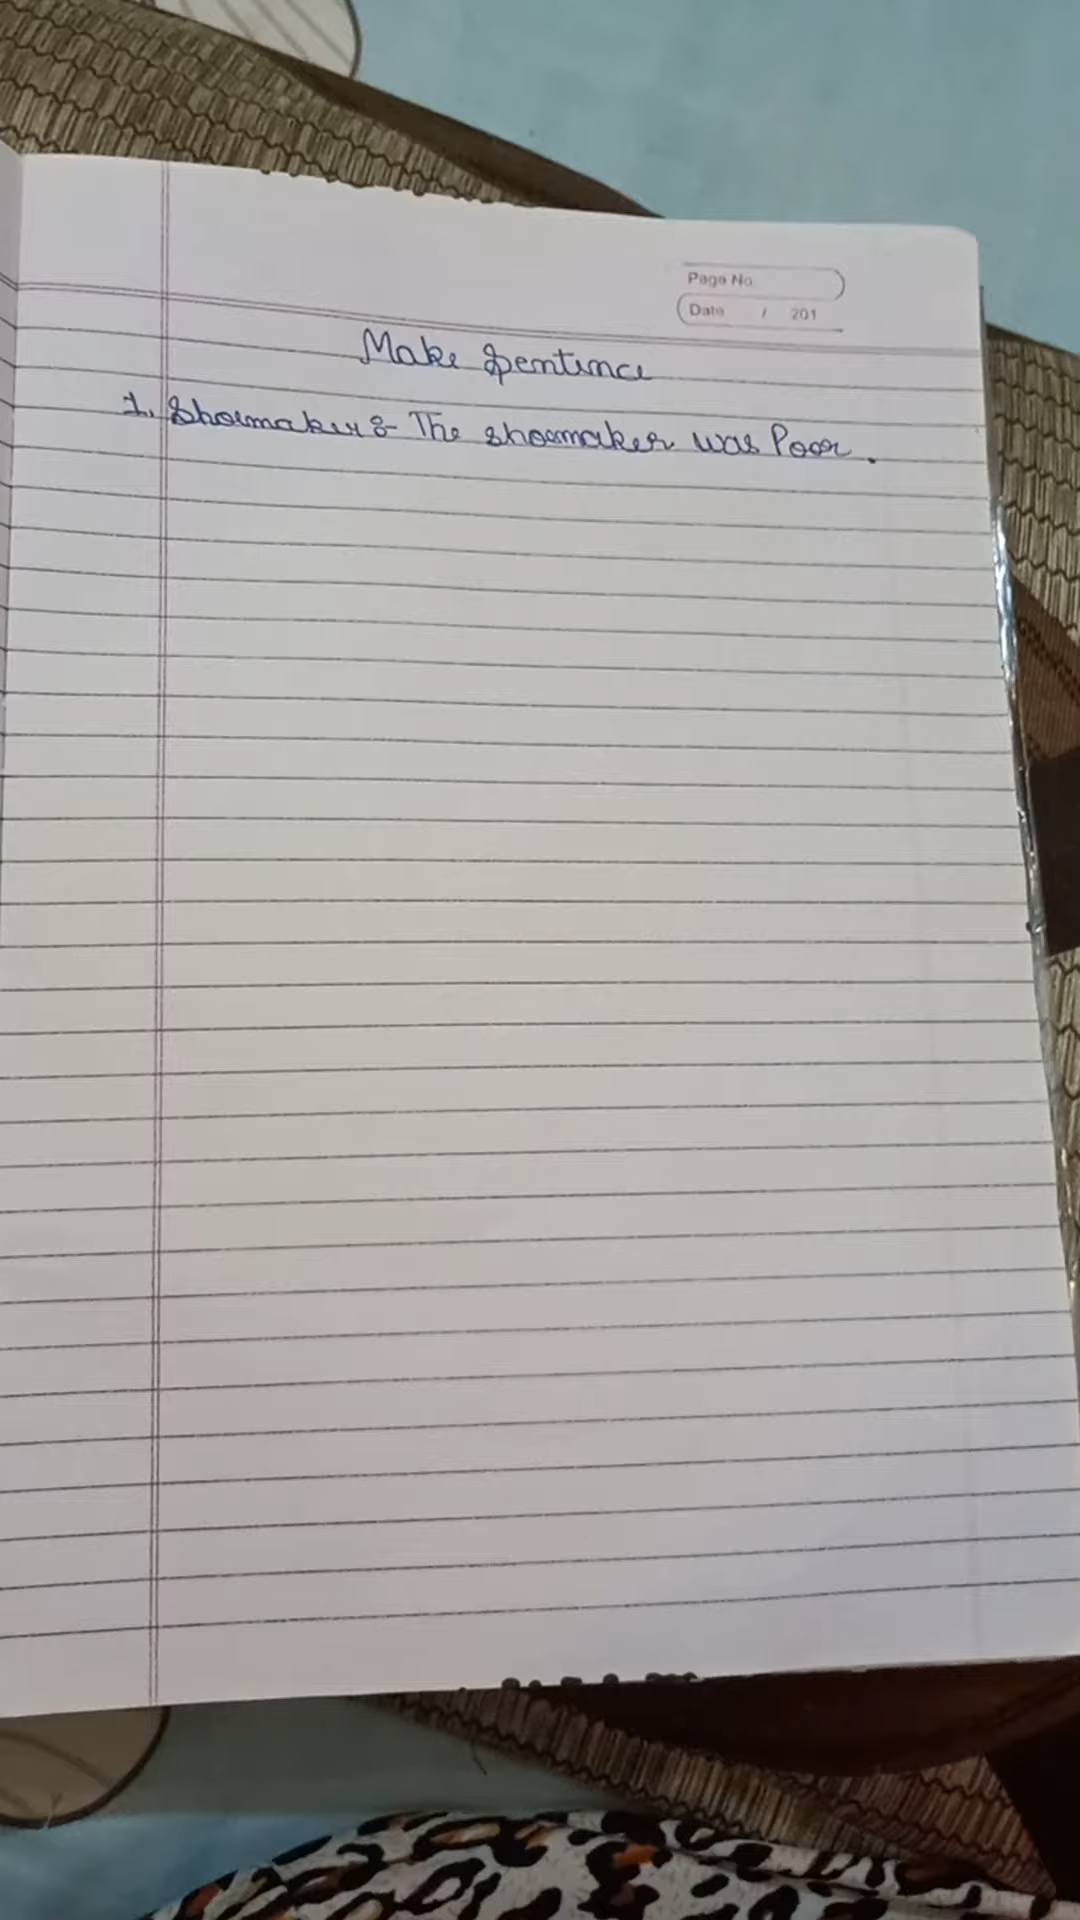 Page No.
Date / 201
Make Sentence
1. Shoemaker :- The shoemaker was Poor.